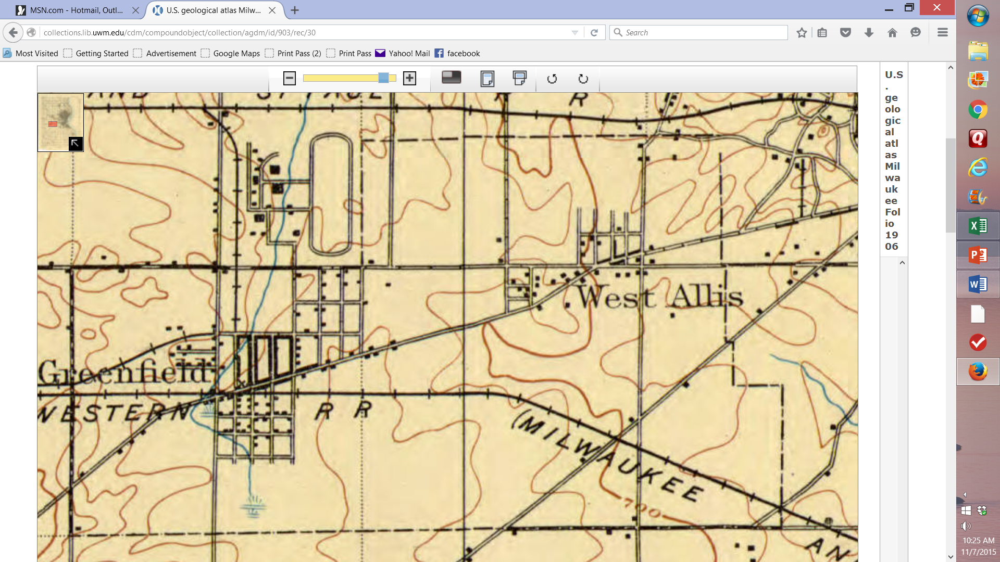 MSN.com - Hotmail, Outl...
U.S. geological atlas Milw...
collections.lib.uwm.edu/cdm/compoundobject/collection/agdm/id/903/rec/30
Search
Most Visited
Getting Started
Advertisement
Google Maps
Print Pass (2)
Print Pass
Yahoo! Mail
facebook
U.S
.
ge
olo
gic
al
atl
as
Mil
wa
uk
ee
Fol
io
19
06
AND ST PAUL R R
West Allis
Greenfield
WESTERN R R
(MILWAUKEE
700
AN
10:25 AM
11/7/2015